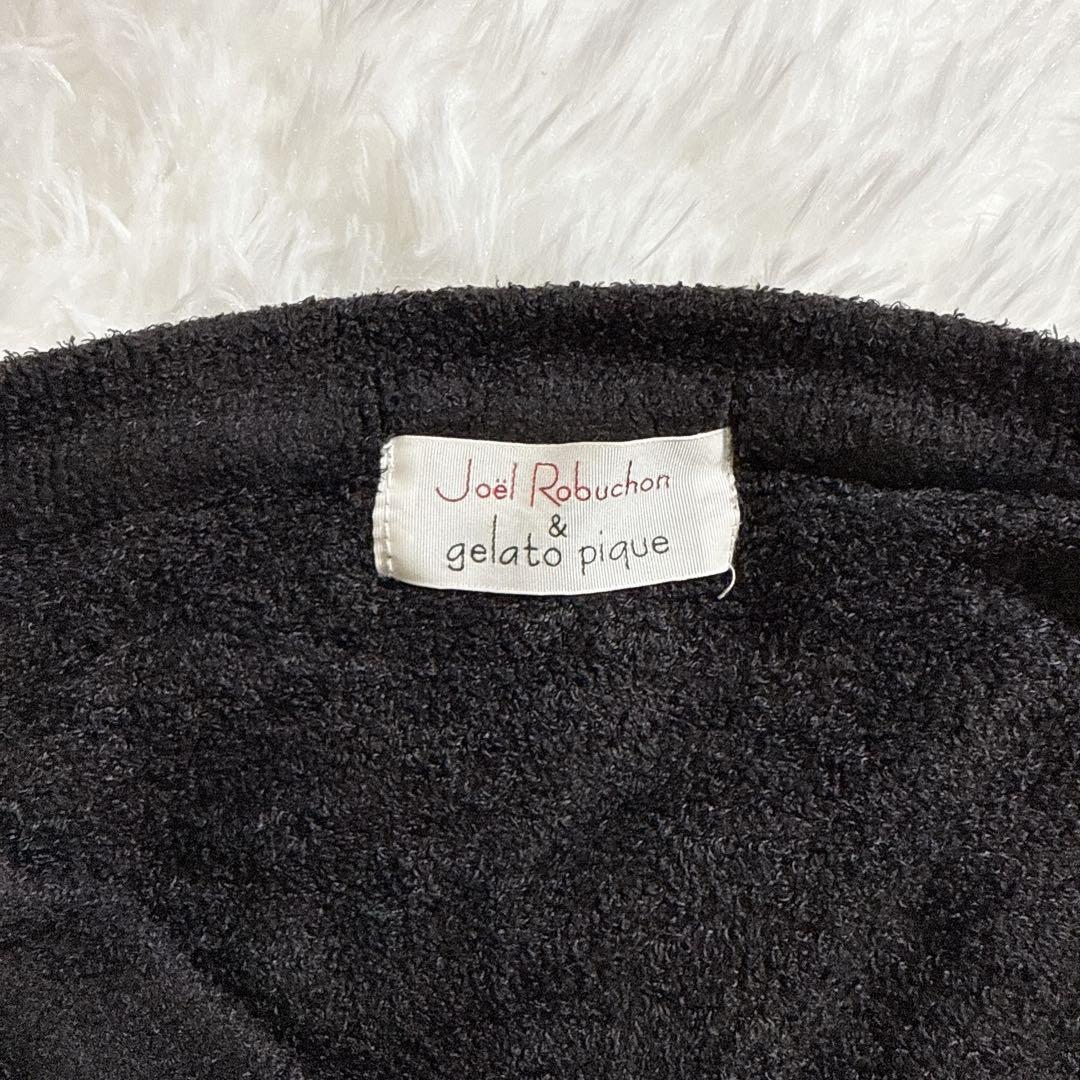 Joël Robuchon
&
gelato pique